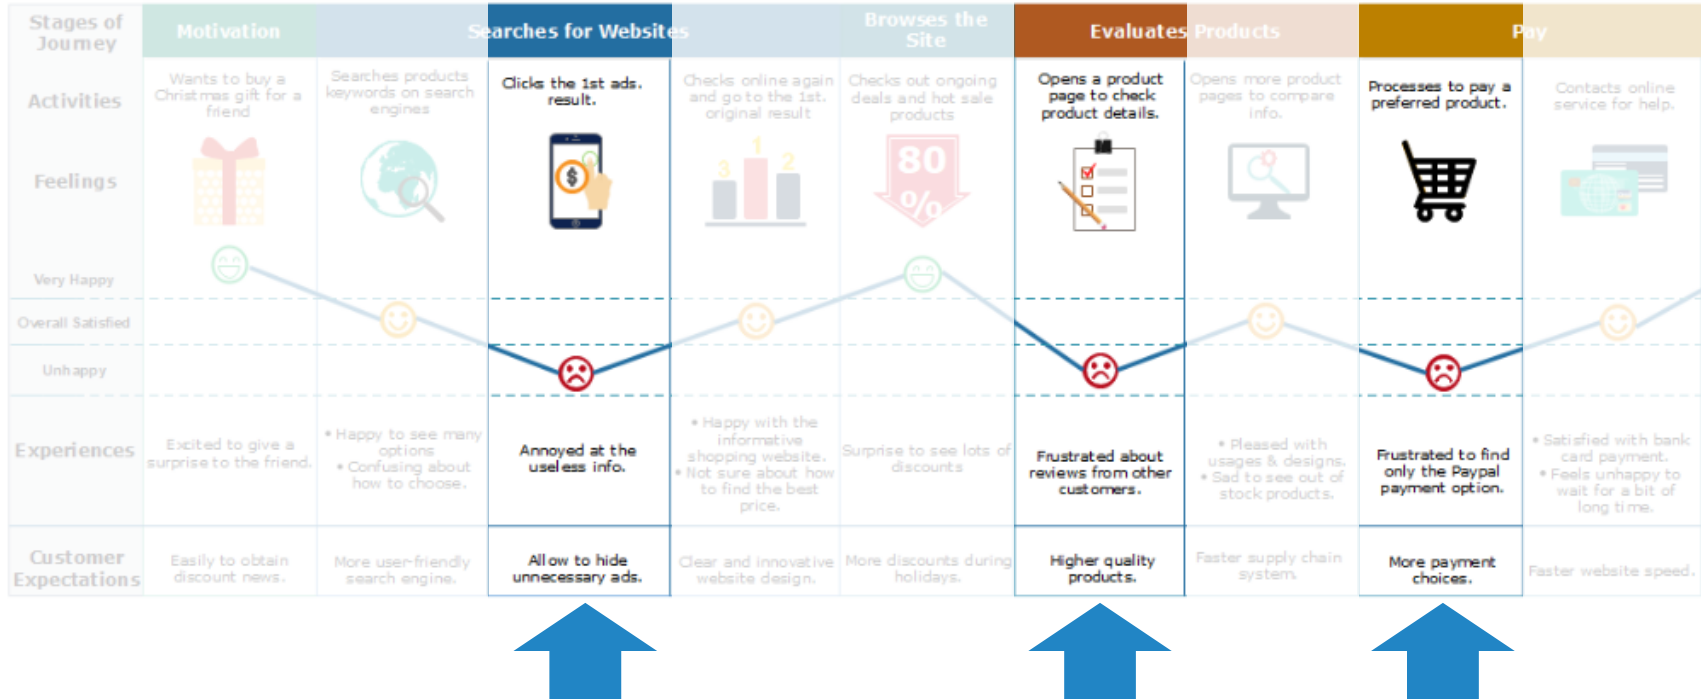 Stages of
Journey
Motivation
Searches for Websites
Browses the
Site
Evaluates Products
Pay
Activities
Wants to buy a
Christmas gift for a
friend
Searches products
keywords on search
engines
Clicks the 1st ads.
result.
Checks online again
and go to the 1st.
original result
Checks out ongoing
deals and hot sale
products
Opens a product
page to check
product details.
Opens more product
pages to compare
info.
Processes to pay a
preferred product.
Contacts online
service for help.
Feelings
$
3 1 2
80
%
Very Happy
Overall Satisfied
Unhappy
Experiences
Excited to give a
surprise to the friend.
• Happy to see many
options
• Confusing about
how to choose.
Annoyed at the
useless info.
• Happy with the
informative
shopping website.
• Not sure about how
to find the best
price.
Surprise to see lots of
discounts
Frustrated about
reviews from other
customers.
• Pleased with
usages & designs.
• Sad to see out of
stock products.
Frustrated to find
only the Paypal
payment option.
• Satisfied with bank
card payment.
• Feels unhappy to
wait for a bit of
long time.
Customer
Expectations
Easily to obtain
discount news.
More user-friendly
search engine.
Allow to hide
unnecessary ads.
Clear and innovative
website design.
More discounts during
holidays.
Higher quality
products.
Faster supply chain
system.
More payment
choices.
Faster website speed.